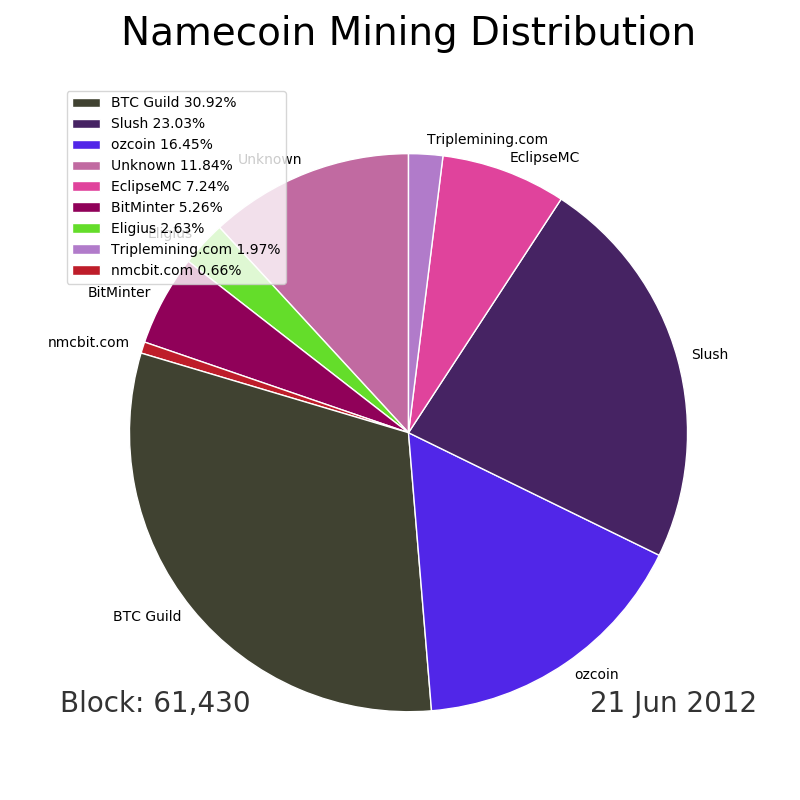 Namecoin Mining Distribution
BTC Guild 30.92%
Slush 23.03%
ozcoin 16.45%
Unknown 11.84%
EclipseMC 7.24%
BitMinter 5.26%
Eligius 2.63%
Triplemining.com 1.97%
nmcbit.com 0.66%
Triplemining.com
EclipseMC
Unknown
Eligius
BitMinter
nmcbit.com
Slush
BTC Guild
ozcoin
Block: 61,430
21 Jun 2012